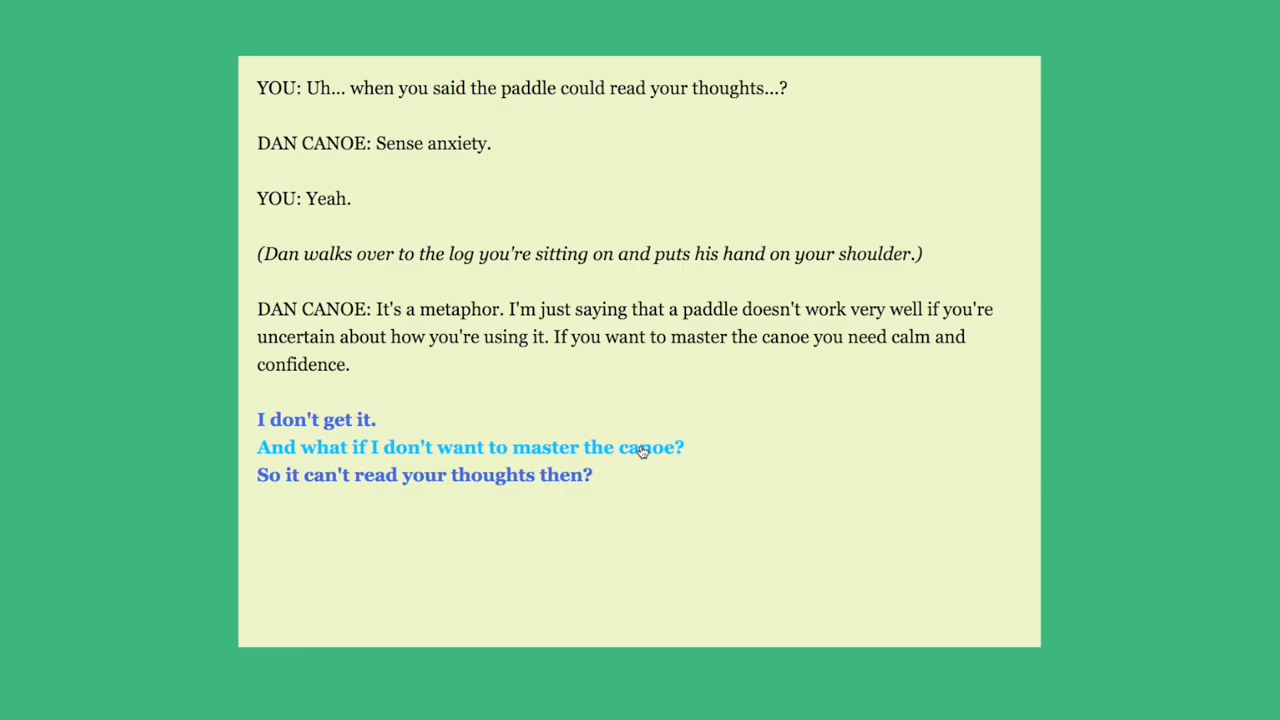 YOU: Uh... when you said the paddle could read your thoughts...?
DAN CANOE: Sense anxiety.
YOU: Yeah.
(Dan walks over to the log you're sitting on and puts his hand on your shoulder.)
DAN CANOE: It's a metaphor. I'm just saying that a paddle doesn't work very well if you're
uncertain about how you're using it. If you want to master the canoe you need calm and
confidence.
I don't get it.
And what if I don't want to master the canoe?
So it can't read your thoughts then?